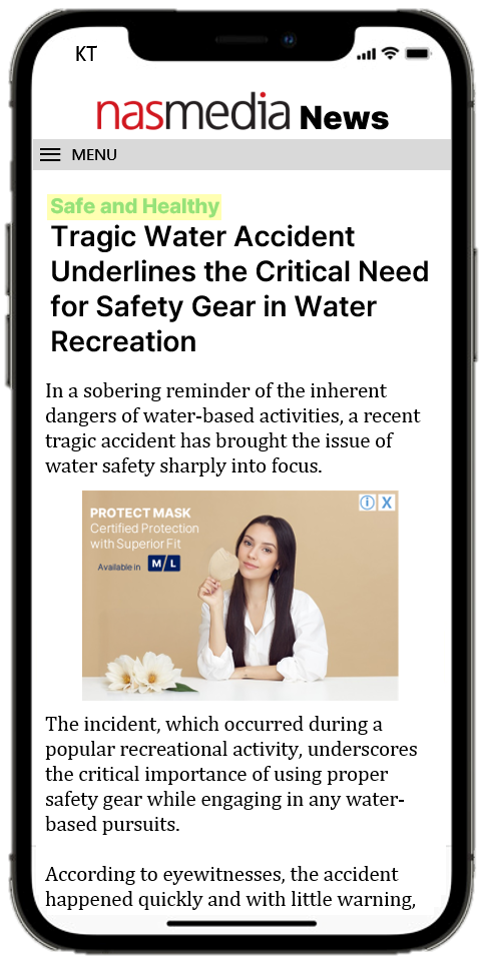 KT
nasmedia News
MENU
Safe and Healthy
Tragic Water Accident
Underlines the Critical Need
for Safety Gear in Water
Recreation
In a sobering reminder of the inherent
dangers of water-based activities, a recent
tragic accident has brought the issue of
water safety sharply into focus.
PROTECT MASK
Certified Protection
with Superior Fit
Available in M/L
X
The incident, which occurred during a
popular recreational activity, underscores
the critical importance of using proper
safety gear while engaging in any water-
based pursuits.
According to eyewitnesses, the accident
happened quickly and with little warning,